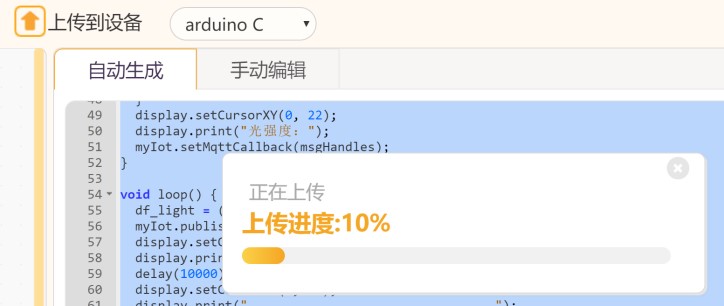 上传到设备 arduino C
自动生成 手动编辑
49 display.setCursorXY(0, 22);
50 display.print("光强度：");
51 myIot.setMqttCallback(msgHandles);
52 }
53
54 void loop() {
55 df_light = (
56 myIot.publis
57 display.setC
58 display.prin
59 delay(10000)
60 display.setC
61 display.print(" ");
正在上传
上传进度:10%